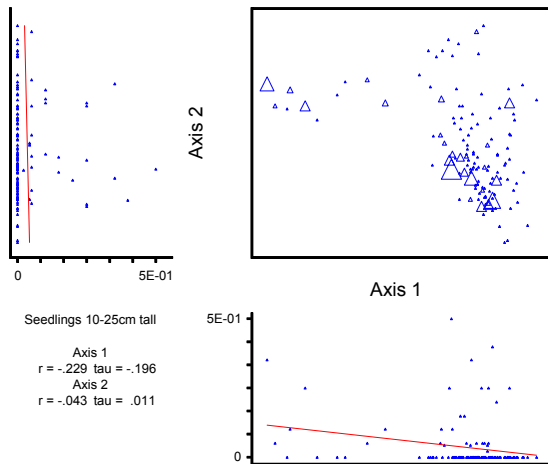 Axis 2
0
5E-01
Axis 1
Seedlings 10-25cm tall
Axis 1
r = -.229 tau = -.196
Axis 2
r = -.043 tau = .011
5E-01
0